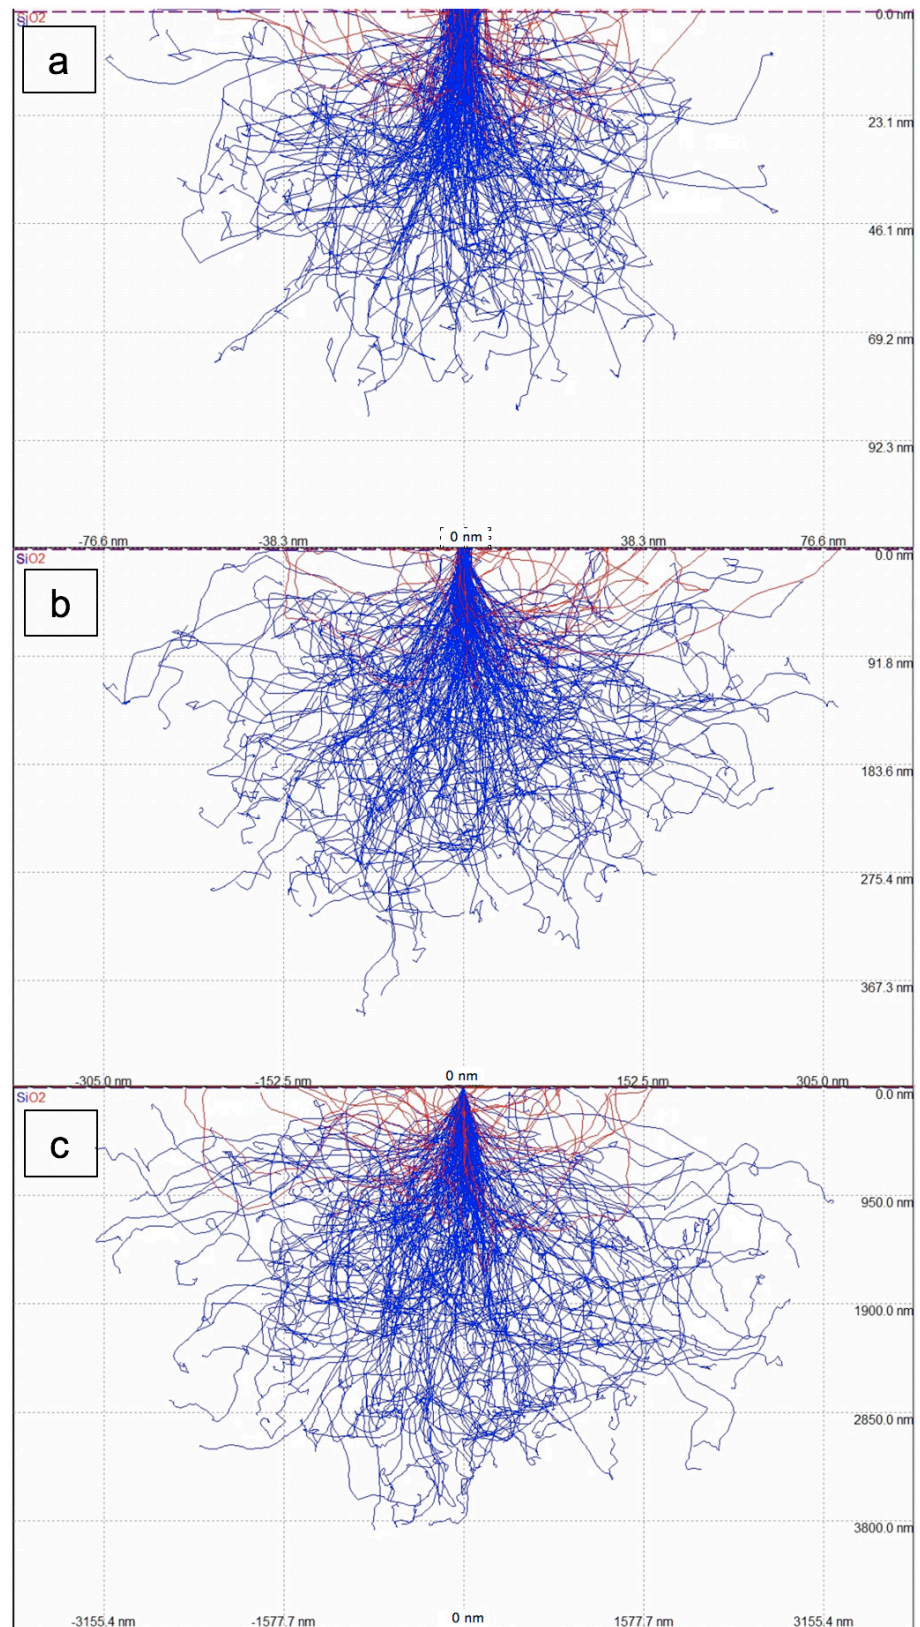 SiO2
0.0 nm
a
23.1 nm
46.1 nm
69.2 nm
92.3 nm
-76.6 nm -38.3 nm 0 nm 38.3 nm 76.6 nm
SiO2
0.0 nm
b
91.8 nm
183.6 nm
275.4 nm
367.3 nm
-305.0 nm -152.5 nm 0 nm 152.5 nm 305.0 nm
SiO2
0.0 nm
c
950.0 nm
1900.0 nm
2850.0 nm
3800.0 nm
-3155.4 nm -1577.7 nm 0 nm 1577.7 nm 3155.4 nm